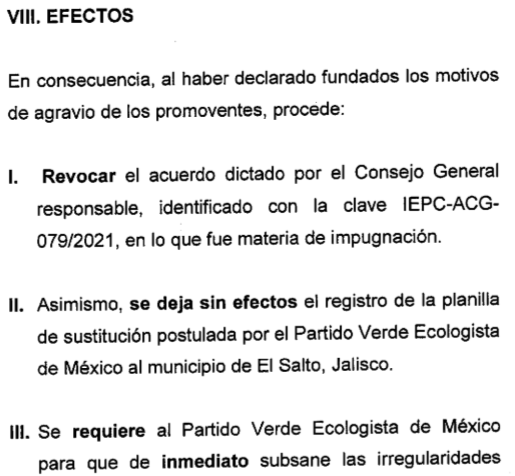 VIII. EFECTOS
En consecuencia, al haber declarado fundados los motivos
de agravio de los promoventes, procede:
I. Revocar el acuerdo dictado por el Consejo General
responsable, identificado con la clave IEPC-ACG-
079/2021, en lo que fue materia de impugnación.
II. Asimismo, se deja sin efectos el registro de la planilla
de sustitución postulada por el Partido Verde Ecologista
de México al municipio de El Salto, Jalisco.
III. Se requiere al Partido Verde Ecologista de México
para que de inmediato subsane las irregularidades